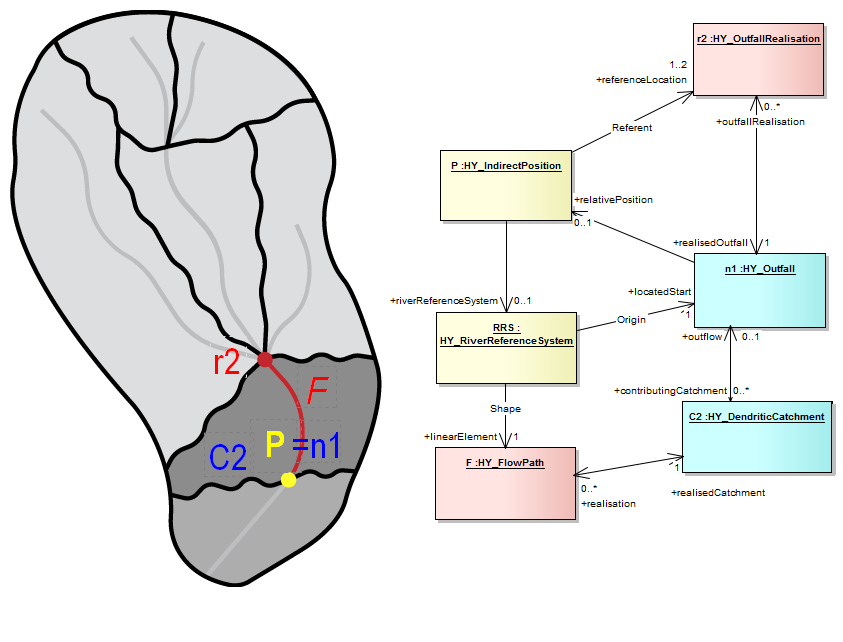 r2
F
P =n1
C2
r2 :HY_OutfallRealisation
1..2
+referenceLocation
0..*
+outfallRealisation
Referent
P :HY_IndirectPosition
+relativePosition
0..1
+realisedOutfall
1
n1 :HY_Outfall
+locatedStart
+riverReferenceSystem
0..1
1
Origin
RRS :
HY_RiverReferenceSystem
+outflow
0..1
+contributingCatchment
0..*
Shape
C2 :HY_DendriticCatchment
+linearElement
1
F :HY_FlowPath
1
0..*
+realisedCatchment
+realisation